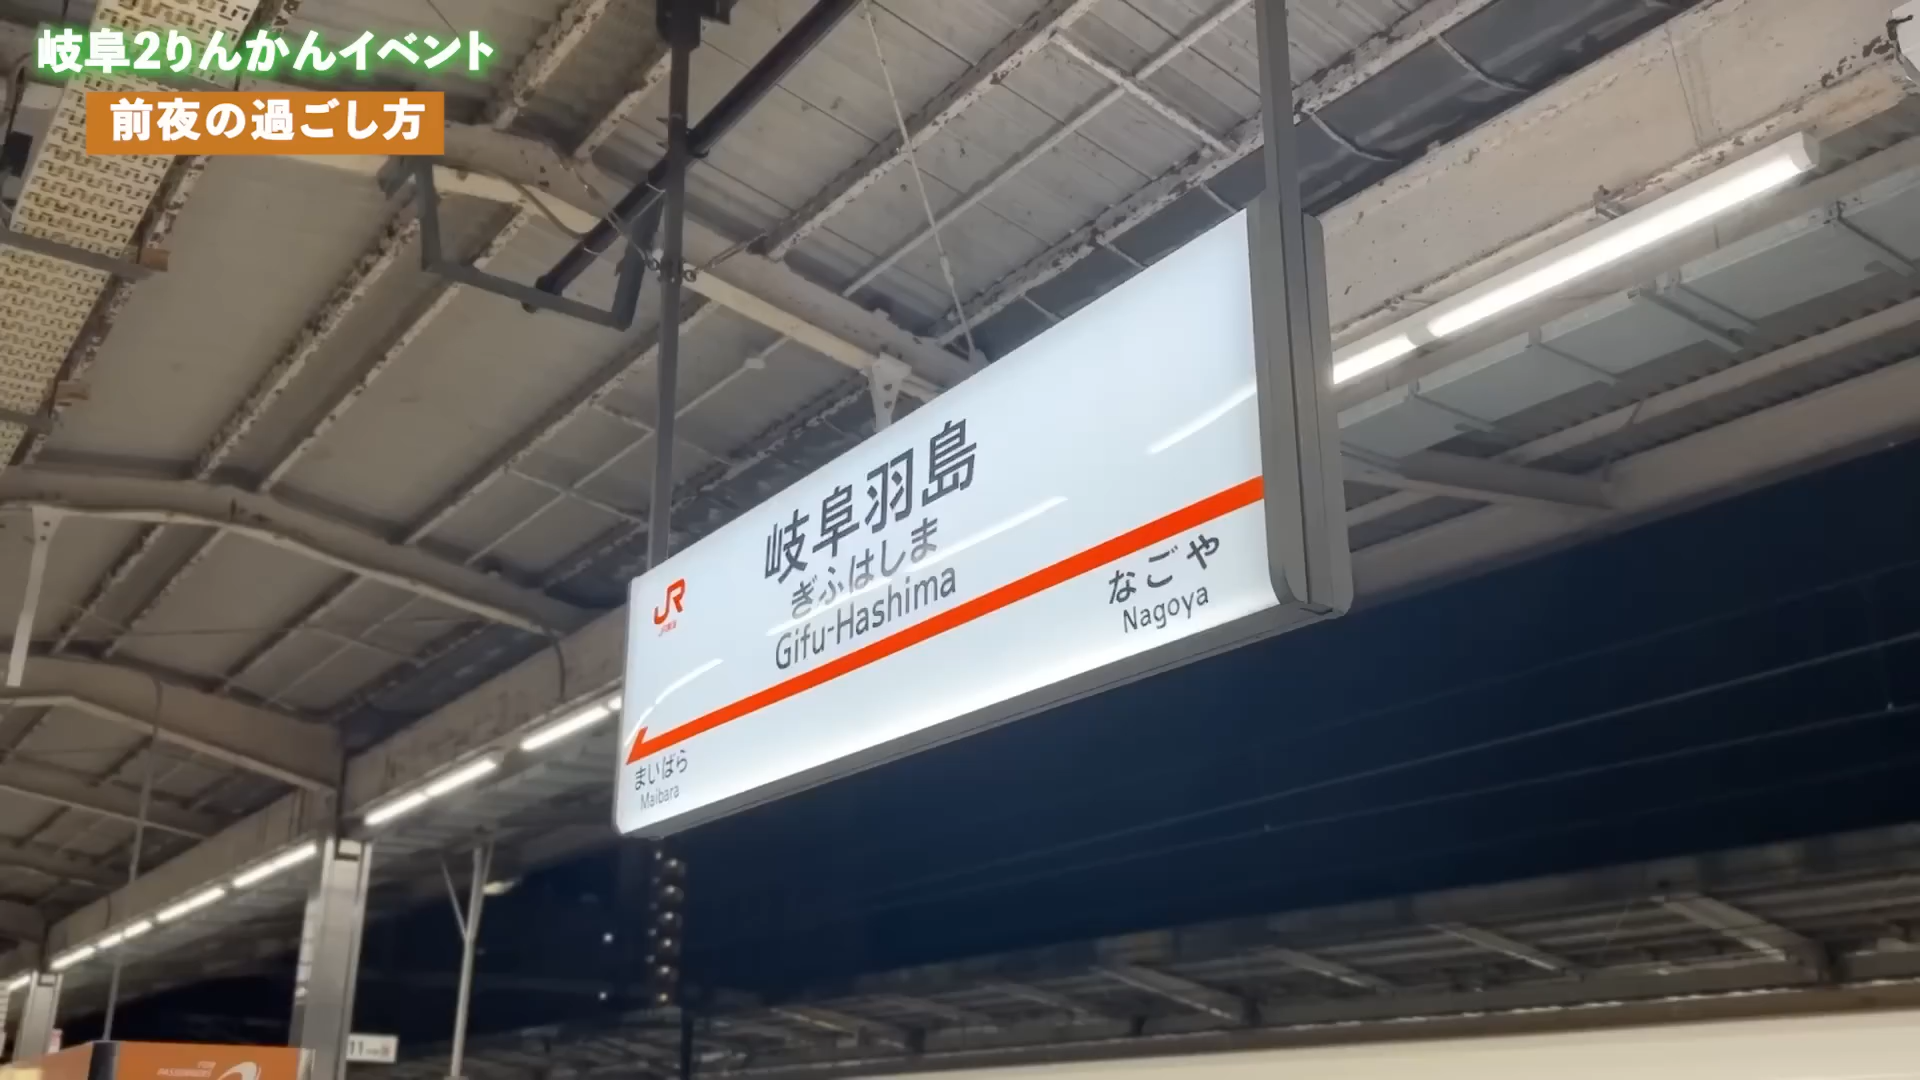 岐阜2りんかんイベント
前夜の過ごし方
岐阜羽島
ぎふはしま
Gifu-Hashima
JR
なごや
Nagoya
まいばら
Maibara
11